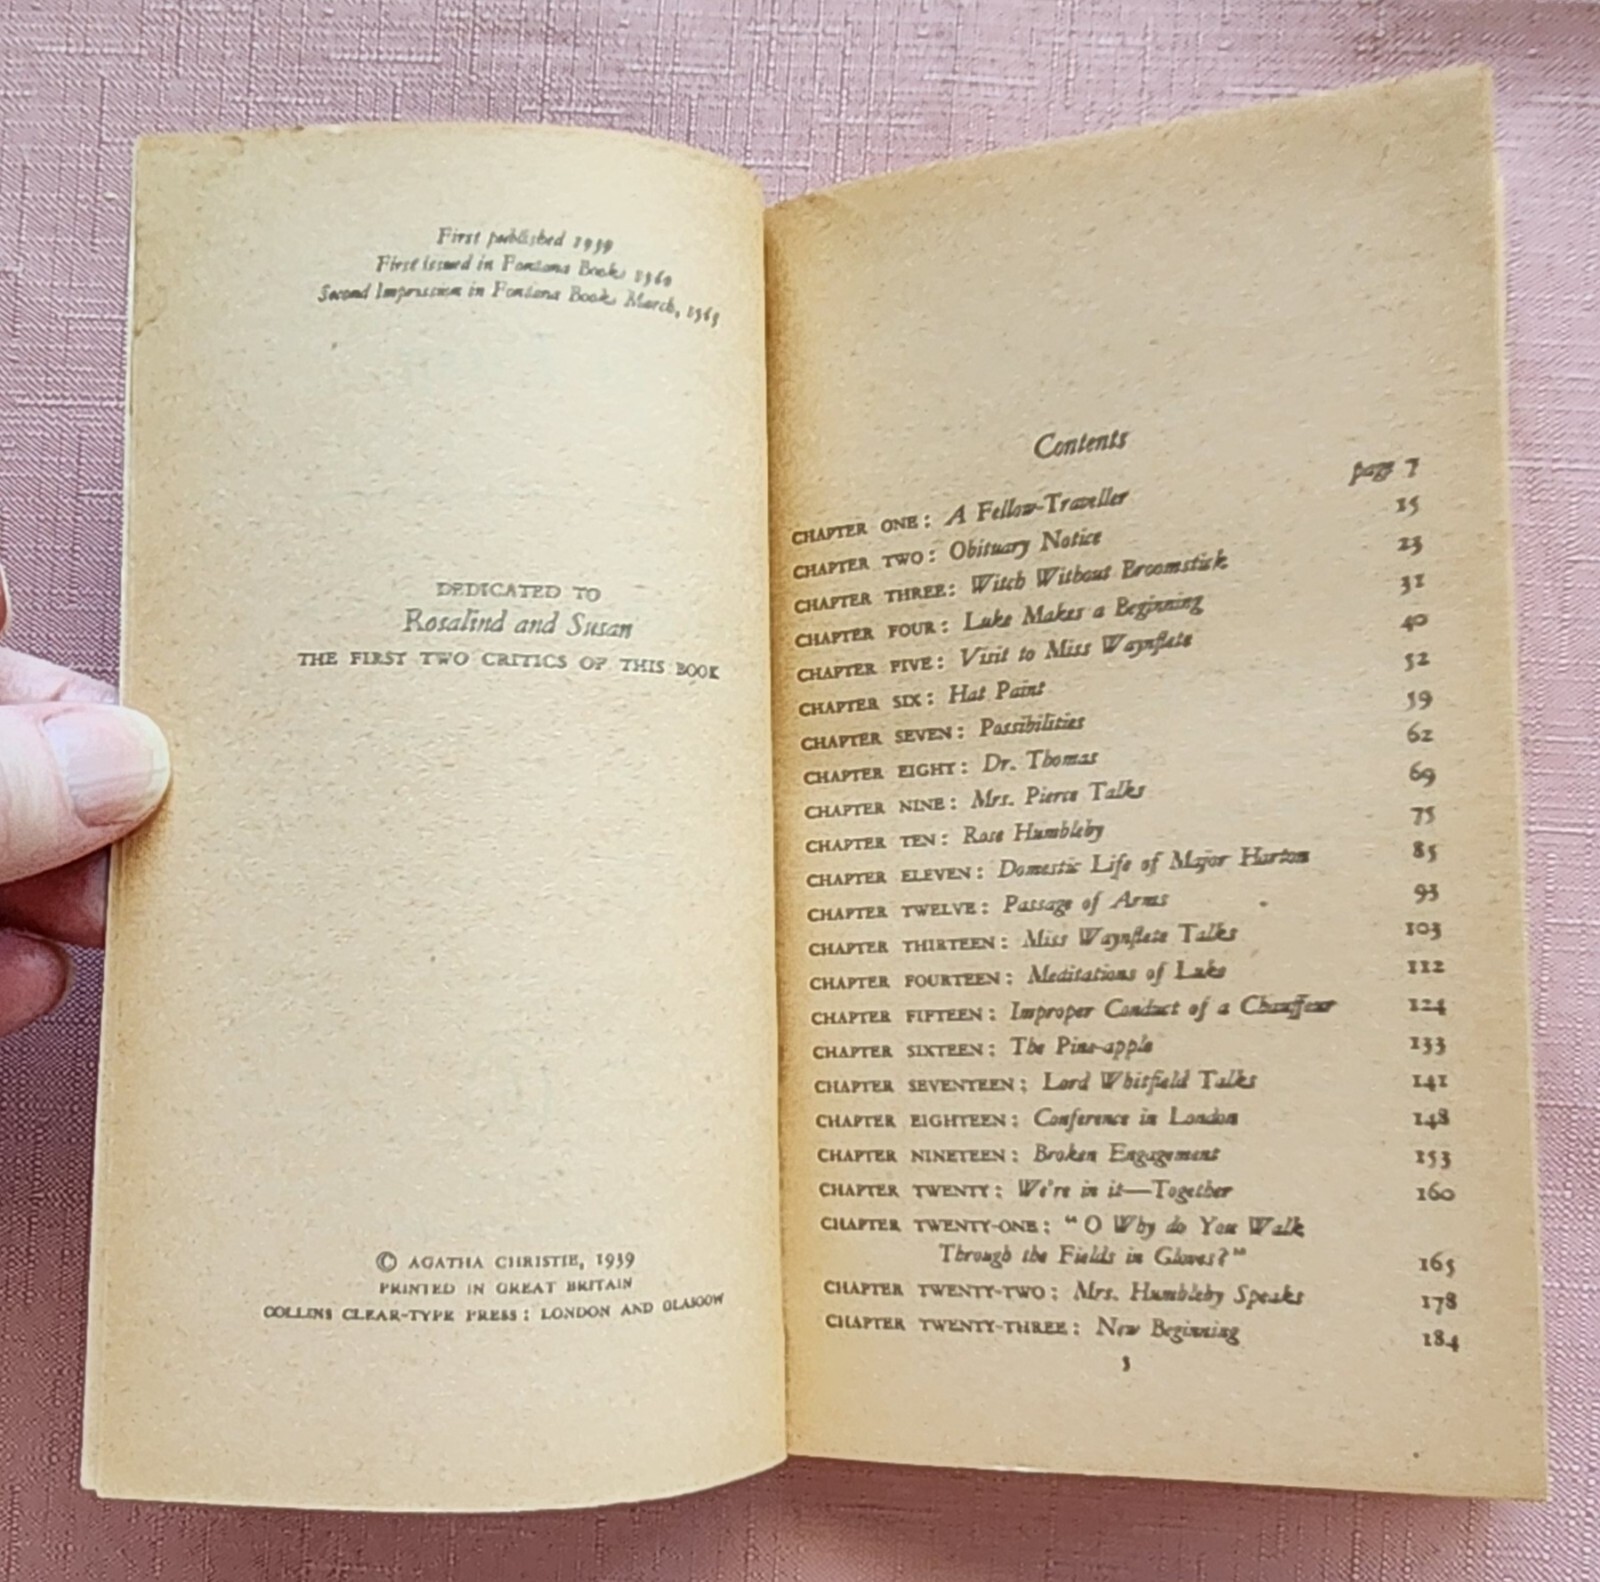 First published 1939
First issued in Fontana Books 1960
Second Impression in Fontana Books March, 1963
DEDICATED TO
Rosalind and Susan
THE FIRST TWO CRITICS OF THIS BOOK
© AGATHA CHRISTIE, 1939
PRINTED IN GREAT BRITAIN
COLLINS CLEAR-TYPE PRESS: LONDON AND GLASGOW
Contents
CHAPTER ONE: A Fellow-Traveller page 7
CHAPTER TWO: Obituary Notice 15
CHAPTER THREE: Witch Without Broomstick 23
CHAPTER FOUR: Luke Makes a Beginning 31
CHAPTER FIVE: Visit to Miss Waynflete 40
CHAPTER SIX: Hat Paint 52
CHAPTER SEVEN: Possibilities 59
CHAPTER EIGHT: Dr. Thomas 62
CHAPTER NINE: Mrs. Pierce Talks 69
CHAPTER TEN: Rose Humbleby 75
CHAPTER ELEVEN: Domestic Life of Major Horton 85
CHAPTER TWELVE: Passage of Arms 93
CHAPTER THIRTEEN: Miss Waynflete Talks 103
CHAPTER FOURTEEN: Meditations of Luke 112
CHAPTER FIFTEEN: Improper Conduct of a Chauffeur 124
CHAPTER SIXTEEN: The Pine-apple 133
CHAPTER SEVENTEEN: Lord Whitfield Talks 141
CHAPTER EIGHTEEN: Conference in London 148
CHAPTER NINETEEN: Broken Engagement 153
CHAPTER TWENTY: We're in it—Together 160
CHAPTER TWENTY-ONE: "O Why do You Walk
Through the Fields in Gloves?" 165
CHAPTER TWENTY-TWO: Mrs. Humbleby Speaks 178
CHAPTER TWENTY-THREE: New Beginning 184
5